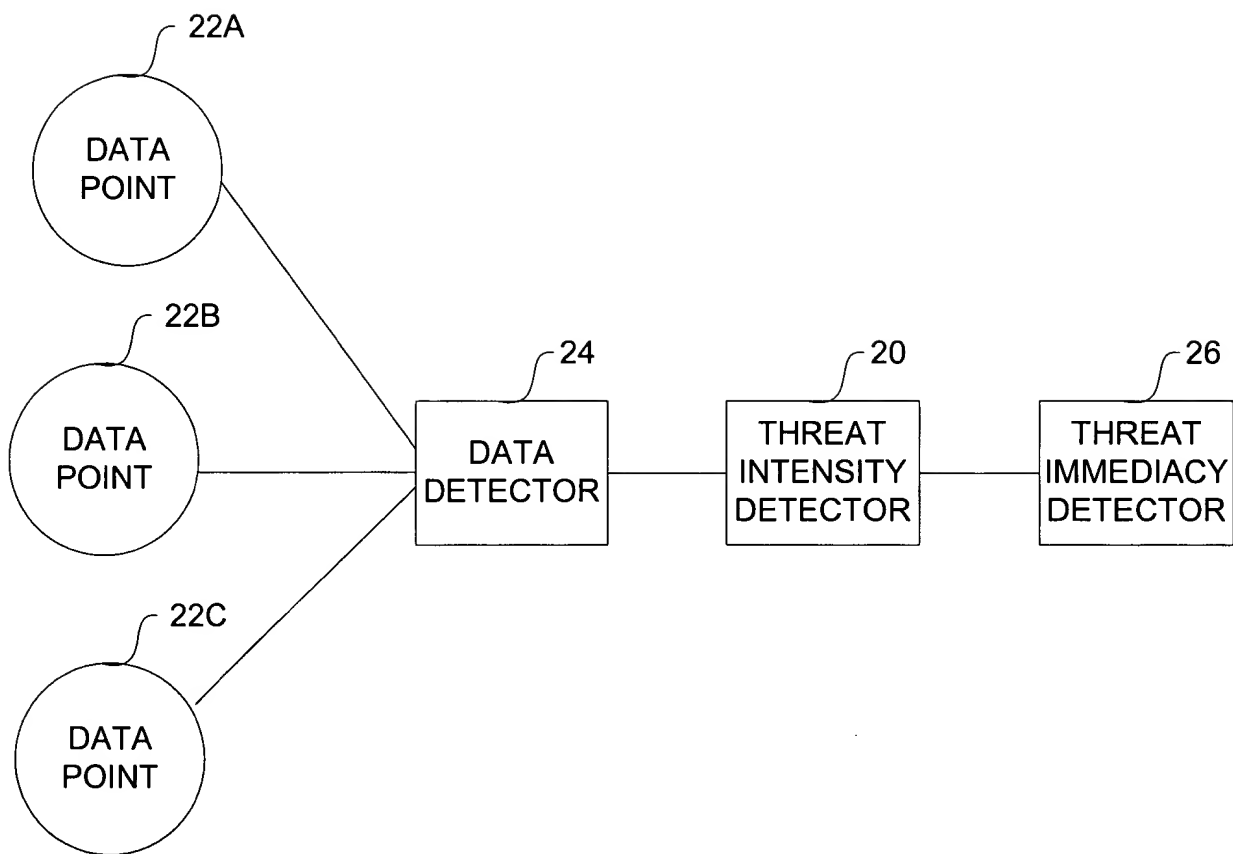 22A
DATA
POINT
22B
DATA
POINT
22C
DATA
POINT
24
DATA
DETECTOR
20
THREAT
INTENSITY
DETECTOR
26
THREAT
IMMEDIACY
DETECTOR